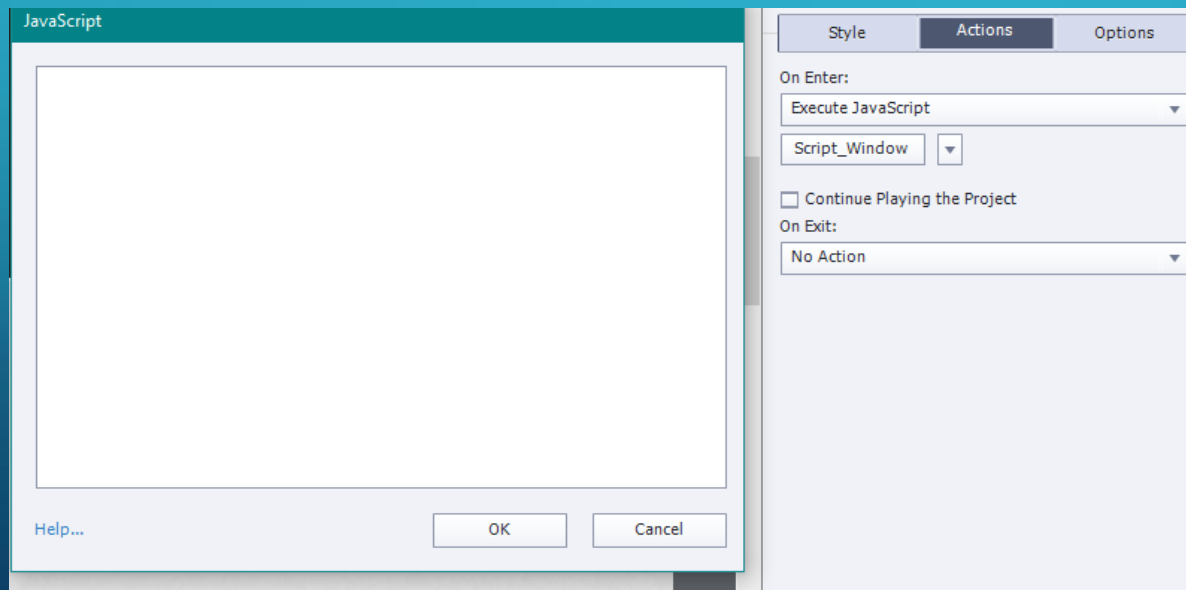 JavaScript
Help...
OK
Cancel
Style
Actions
Options
On Enter:
Execute JavaScript
Script_Window
Continue Playing the Project
On Exit:
No Action